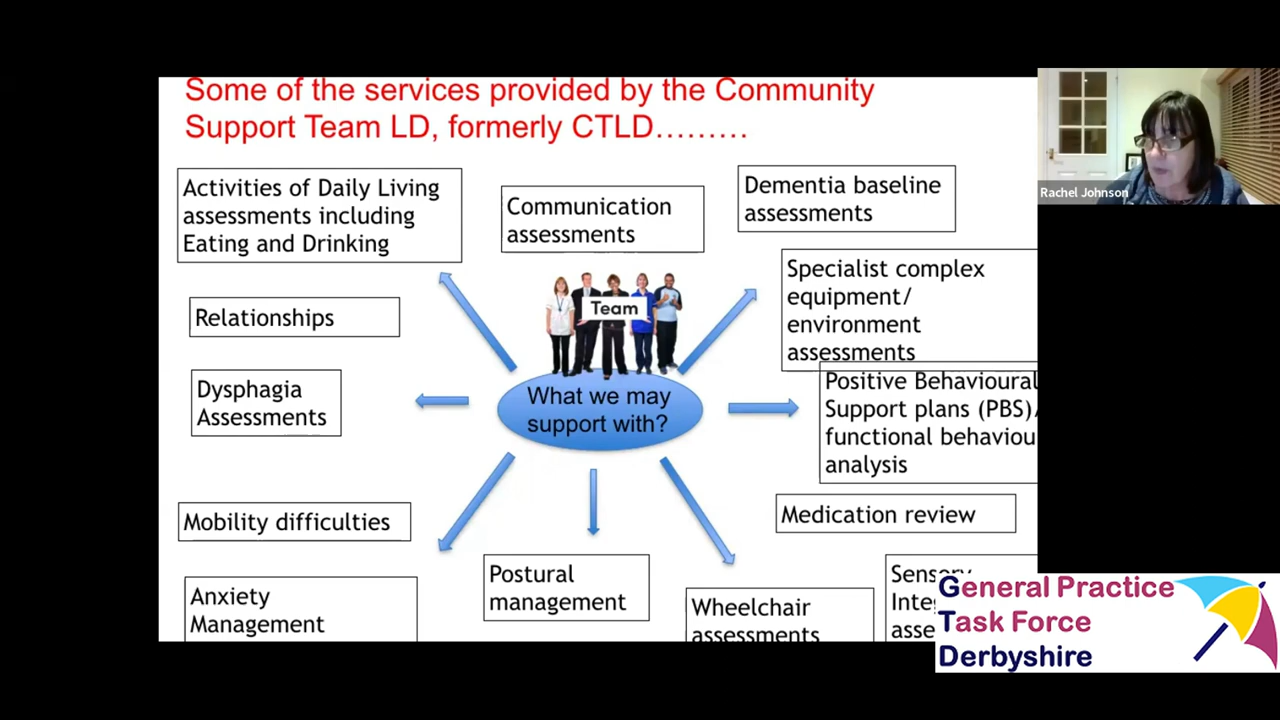 Some of the services provided by the Community
Support Team LD, formerly CTLD………
Activities of Daily Living
assessments including
Eating and Drinking
Communication
assessments
Dementia baseline
assessments
Rachel Johnson
Specialist complex
equipment/
environment
assessments
Relationships
Team
Dysphagia
Assessments
What we may
support with?
Positive Behavioural
Support plans (PBS)/
functional behaviou
analysis
Mobility difficulties
Medication review
Anxiety
Management
Postural
management
Wheelchair
assessments
Sensory
Inte
asse
General Practice
Task Force
Derbyshire